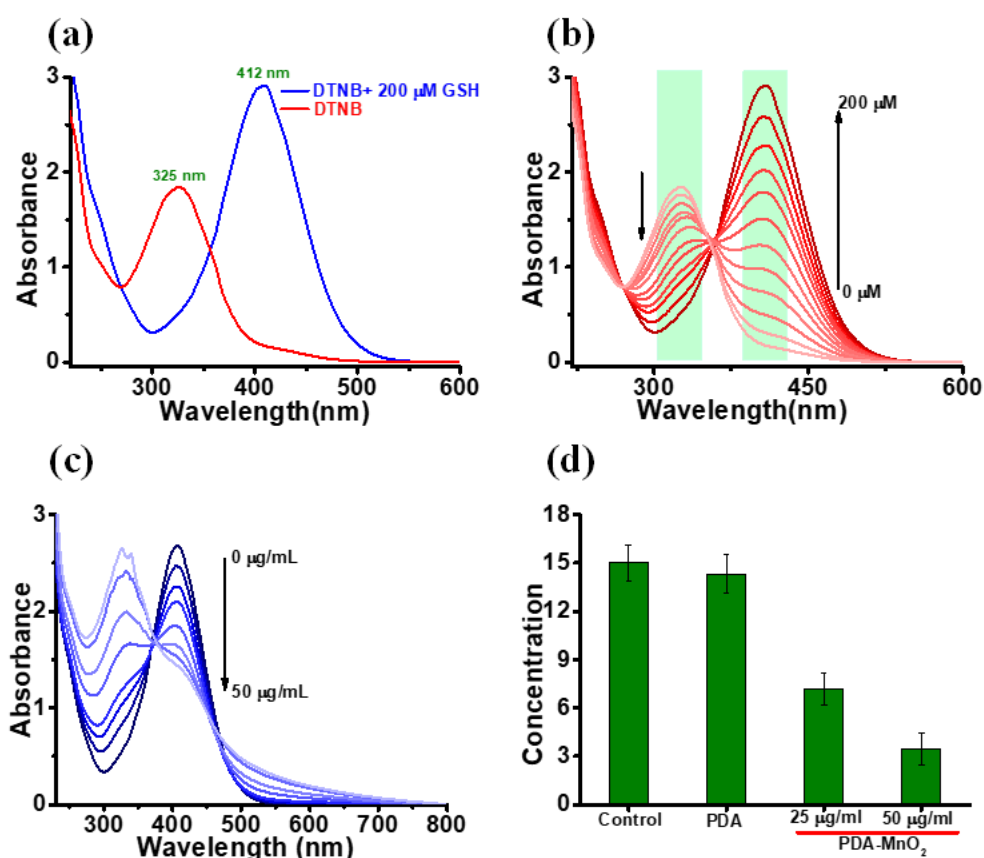 (a)
3
2
1
0
Absorbance
412 nm
DTNB+ 200 μM GSH
DTNB
325 nm
300 400 500 600
Wavelength(nm)
(b)
3
2
1
0
Absorbance
200 μM
0 μM
300 450 600
Wavelength(nm)
(c)
3
2
1
0
Absorbance
0 μg/mL
50 μg/mL
300 400 500 600 700 800
Wavelength (nm)
(d)
18
15
12
9
6
3
0
Concentration
Control PDA 25 μg/ml 50 μg/ml
PDA-MnO₂